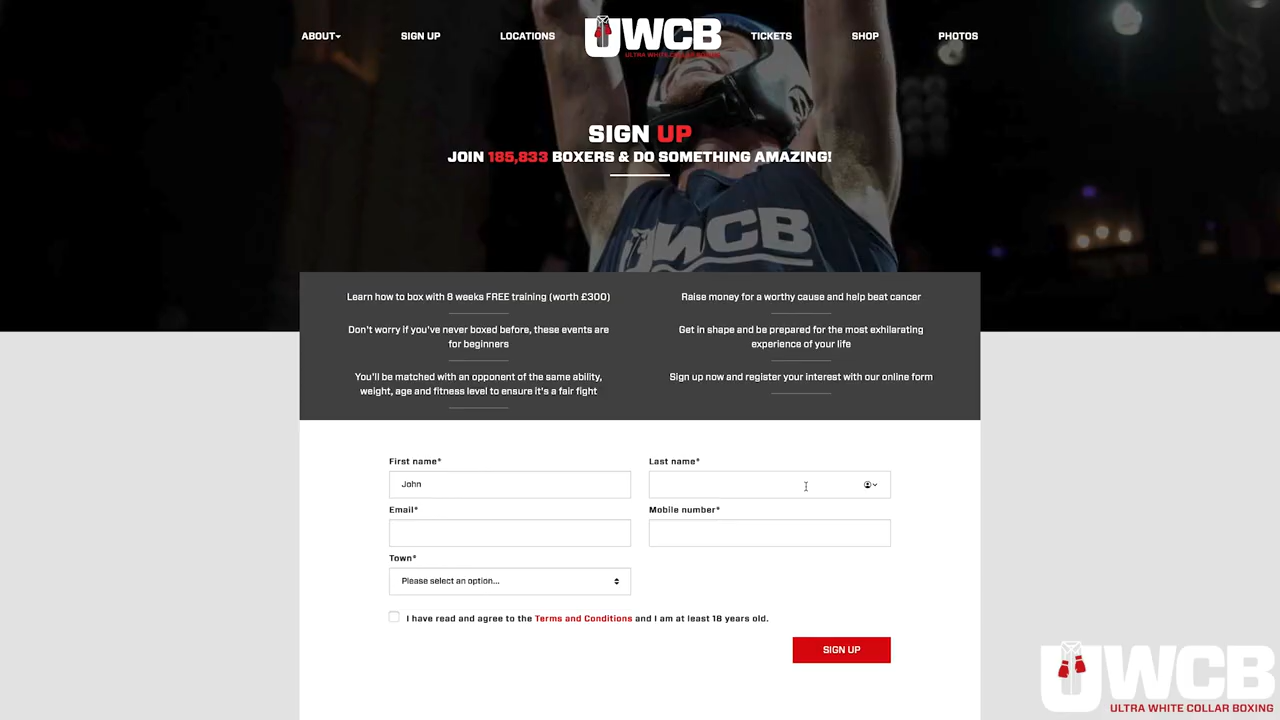 ABOUT
SIGN UP
LOCATIONS
UWCB
ULTRA WHITE COLLAR BOXING
TICKETS
SHOP
PHOTOS
SIGN UP
JOIN 185,833 BOXERS & DO SOMETHING AMAZING!
UWCB
Learn how to box with 8 weeks FREE training (worth £300)
Don't worry if you've never boxed before, these events are
for beginners
You'll be matched with an opponent of the same ability,
weight, age and fitness level to ensure it's a fair fight
Raise money for a worthy cause and help beat cancer
Get in shape and be prepared for the most exhilarating
experience of your life
Sign up now and register your interest with our online form
First name*
John
Last name*
Email*
Mobile number*
Town*
Please select an option...
I have read and agree to the Terms and Conditions and I am at least 18 years old.
SIGN UP
UWCB
ULTRA WHITE COLLAR BOXING